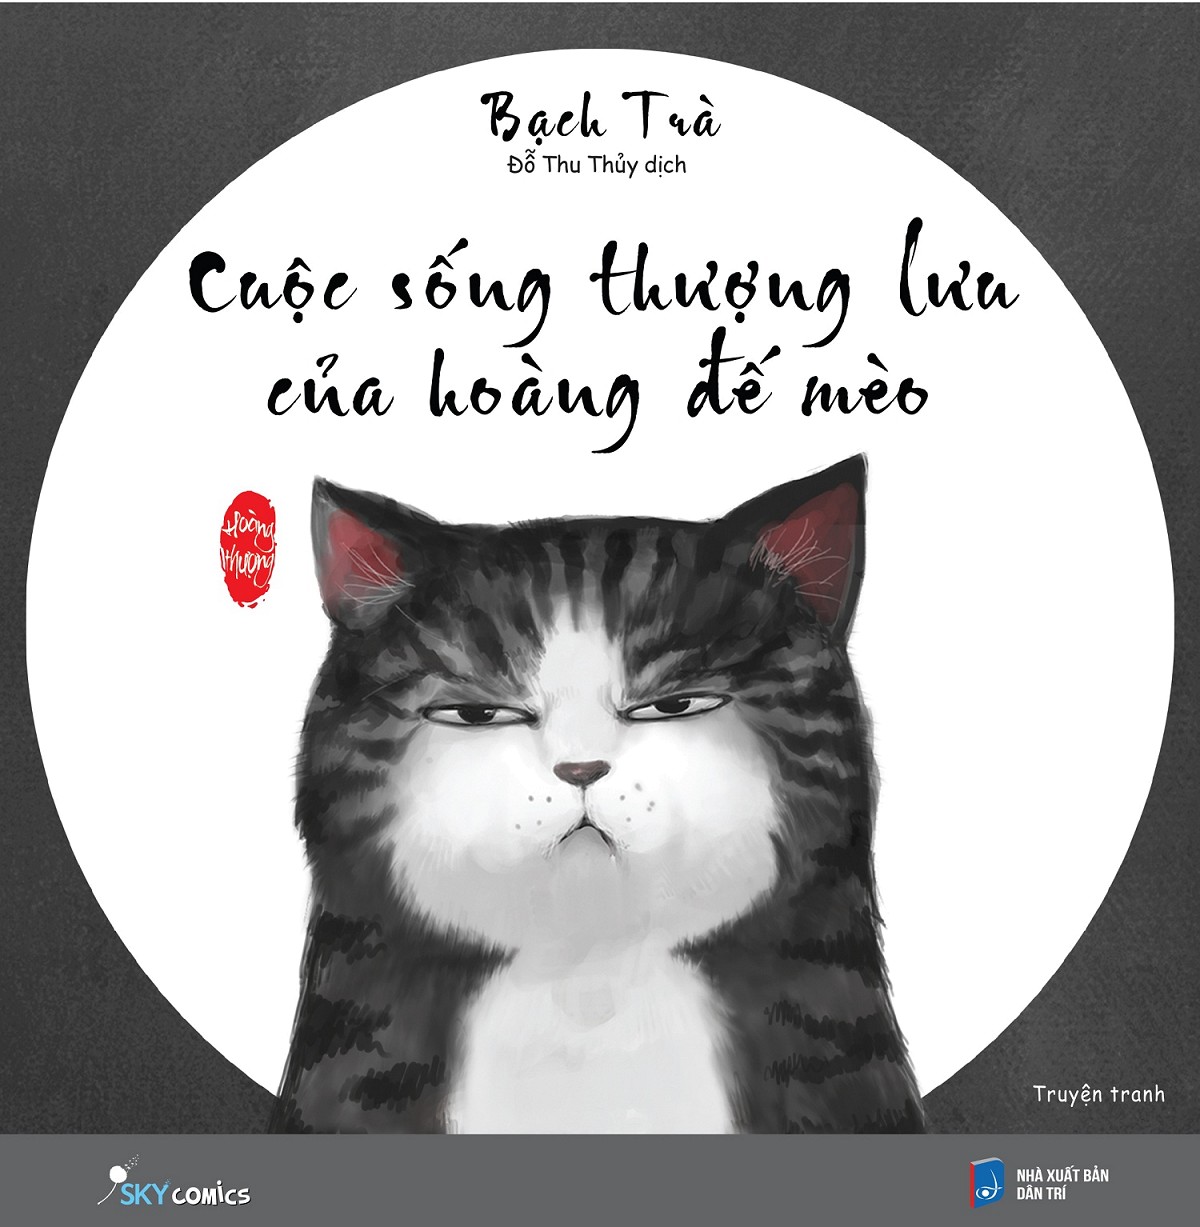 Bạch Trà
Đỗ Thu Thủy dịch
Cuộc sống thượng lưu
của hoàng đế mèo
Hoàng
thượng
Truyện tranh
SKY COMICS
NHÀ XUẤT BẢN
DÂN TRÍ